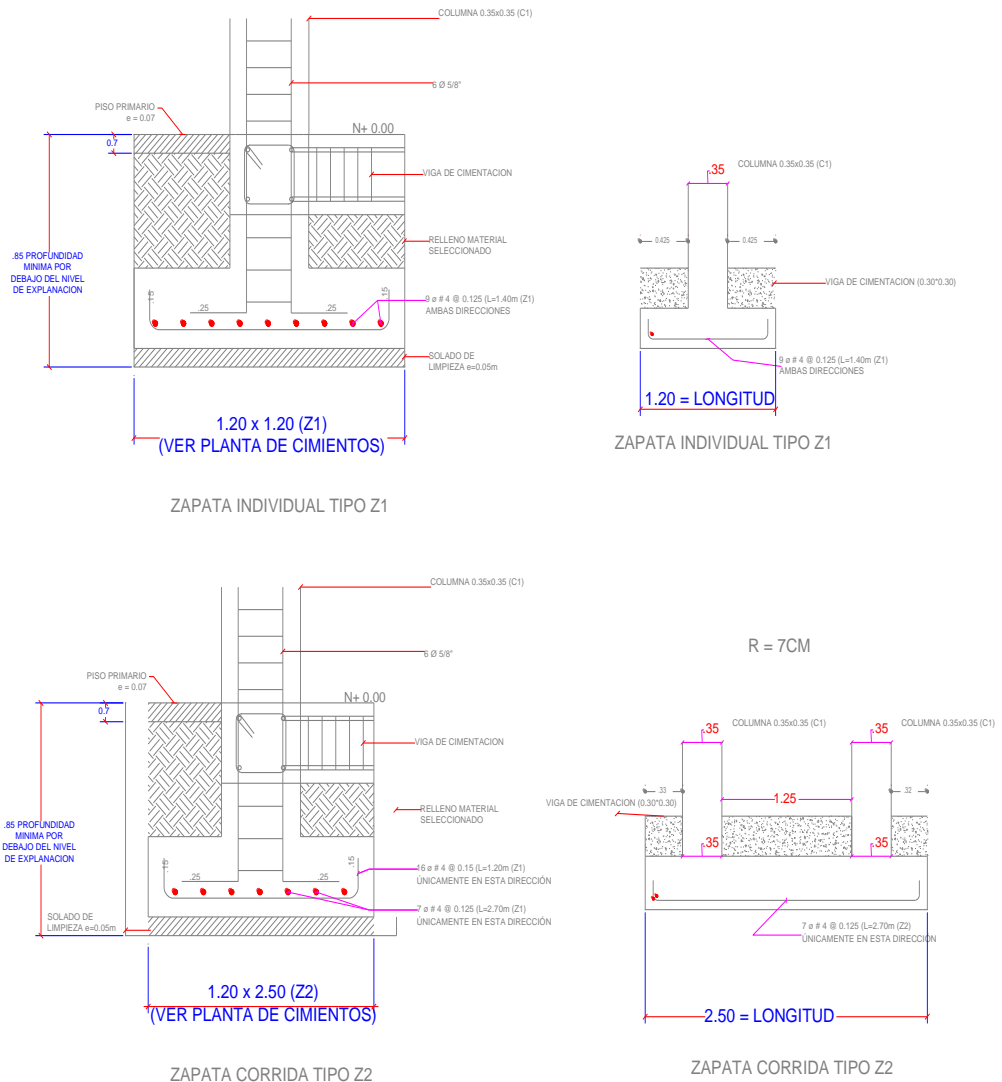 COLUMNA 0.35x0.35 (C1)
6 Ø 5/8"
PISO PRIMARIO
e = 0.07
N+ 0.00
0.7
VIGA DE CIMENTACION
.85 PROFUNDIDAD
MINIMA POR
DEBAJO DEL NIVEL
DE EXPLANACION
RELLENO MATERIAL
SELECCIONADO
.15
.15
.25
.25
9 ø # 4 @ 0.125 (L=1.40m (Z1)
AMBAS DIRECCIONES
SOLADO DE
LIMPIEZA e=0.05m
1.20 x 1.20 (Z1)
(VER PLANTA DE CIMIENTOS)
ZAPATA INDIVIDUAL TIPO Z1
COLUMNA 0.35x0.35 (C1)
.35
0.425
0.425
VIGA DE CIMENTACION (0.30*0.30)
9 ø # 4 @ 0.125 (L=1.40m (Z1)
AMBAS DIRECCIONES
1.20 = LONGITUD
ZAPATA INDIVIDUAL TIPO Z1
COLUMNA 0.35x0.35 (C1)
6 Ø 5/8"
PISO PRIMARIO
e = 0.07
N+ 0.00
0.7
VIGA DE CIMENTACION
.85 PROFUNDIDAD
MINIMA POR
DEBAJO DEL NIVEL
DE EXPLANACION
RELLENO MATERIAL
SELECCIONADO
.15
.15
.25
.25
16 ø # 4 @ 0.15 (L=1.20m (Z1)
ÚNICAMENTE EN ESTA DIRECCIÓN
7 ø # 4 @ 0.125 (L=2.70m (Z1)
ÚNICAMENTE EN ESTA DIRECCIÓN
SOLADO DE
LIMPIEZA e=0.05m
1.20 x 2.50 (Z2)
(VER PLANTA DE CIMIENTOS)
ZAPATA CORRIDA TIPO Z2
R = 7CM
.35
COLUMNA 0.35x0.35 (C1)
.35
COLUMNA 0.35x0.35 (C1)
.33
.32
VIGA DE CIMENTACION (0.30*0.30)
1.25
.35
.35
7 ø # 4 @ 0.125 (L=2.70m (Z2)
ÚNICAMENTE EN ESTA DIRECCIÓN
2.50 = LONGITUD
ZAPATA CORRIDA TIPO Z2